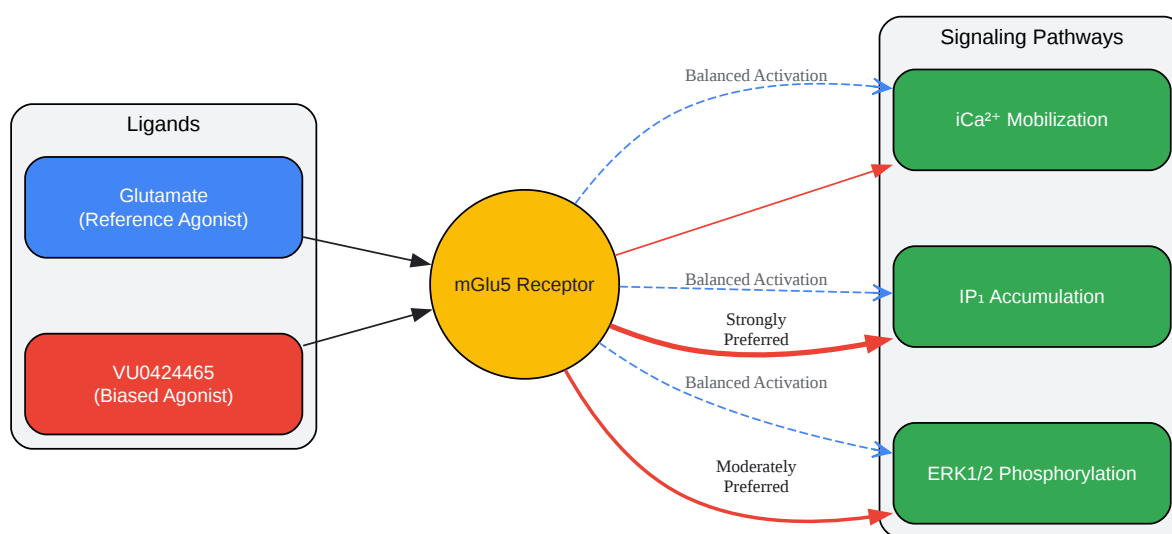 Ligands
Glutamate
(Reference Agonist)
VU0424465
(Biased Agonist)
mGlu5 Receptor
Balanced Activation
Balanced Activation
Strongly
Preferred
Balanced Activation
Moderately
Preferred
Signaling Pathways
iCa²⁺ Mobilization
IP₁ Accumulation
ERK1/2 Phosphorylation